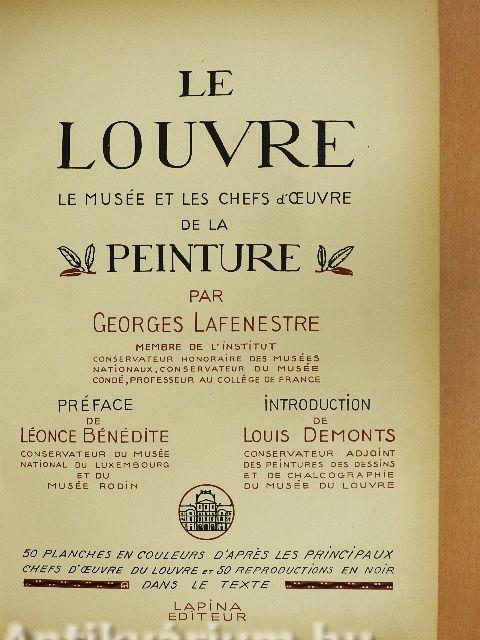 LE
LOUVRE
LE MUSÉE ET LES CHEFS d'ŒUVRE
DE LA
PEINTURE
PAR
GEORGES LAFENESTRE
MEMBRE DE L'INSTITUT
CONSERVATEUR HONORAIRE DES MUSÉES
NATIONAUX, CONSERVATEUR DU MUSÉE
CONDÉ, PROFESSEUR AU COLLÈGE DE FRANCE
PRÉFACE
DE
LÉONCE BÉNÉDITE
CONSERVATEUR DU MUSÉE
NATIONAL DU LUXEMBOURG
ET DU
MUSÉE RODIN
INTRODUCTION
DE
LOUIS DEMONTS
CONSERVATEUR ADJOINT
DES PEINTURES DES DESSINS
ET DE CHALCOGRAPHIE
DU MUSÉE DU LOUVRE
50 PLANCHES EN COULEURS D'APRÈS LES PRINCIPAUX
CHEFS D'ŒUVRE DU LOUVRE ET 50 REPRODUCTIONS EN NOIR
DANS LE TEXTE
LAPINA
EDITEUR
Antikvárium.hu